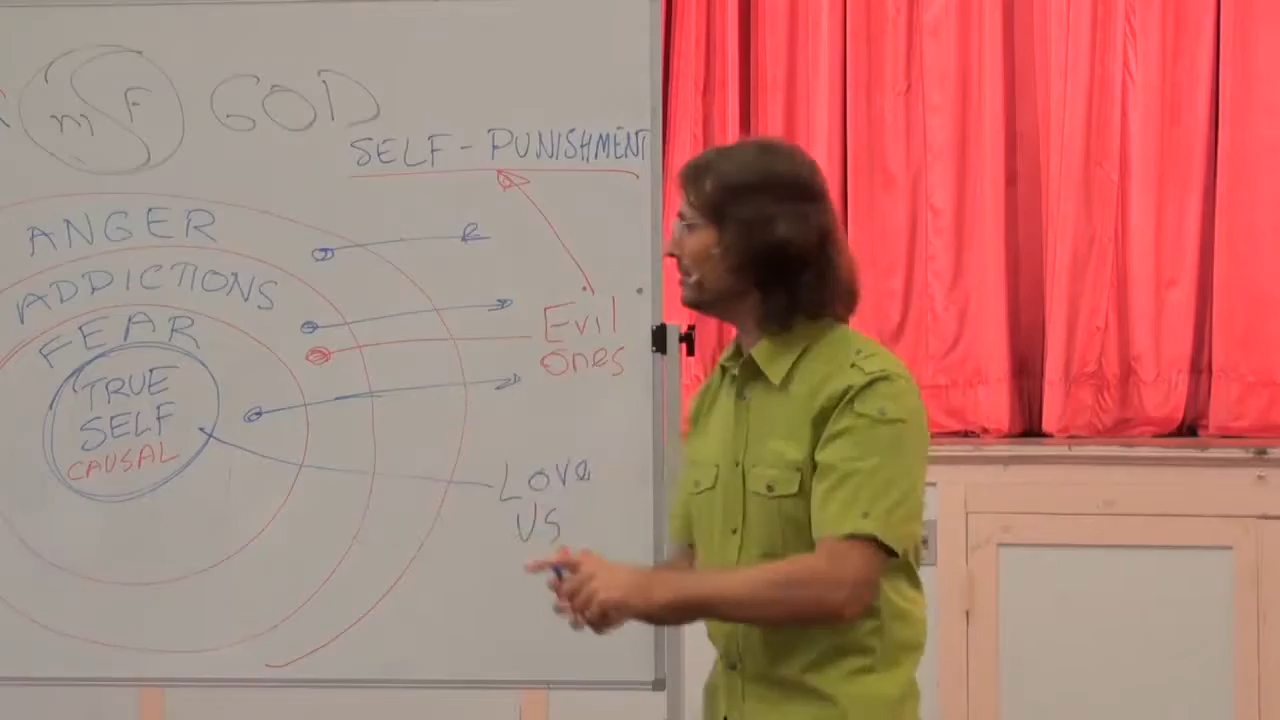 m F GOD
SELF - PUNISHMENT
ANGER
ADDICTIONS
FEAR
Evil
ones
TRUE
SELF
CAUSAL
Love
US